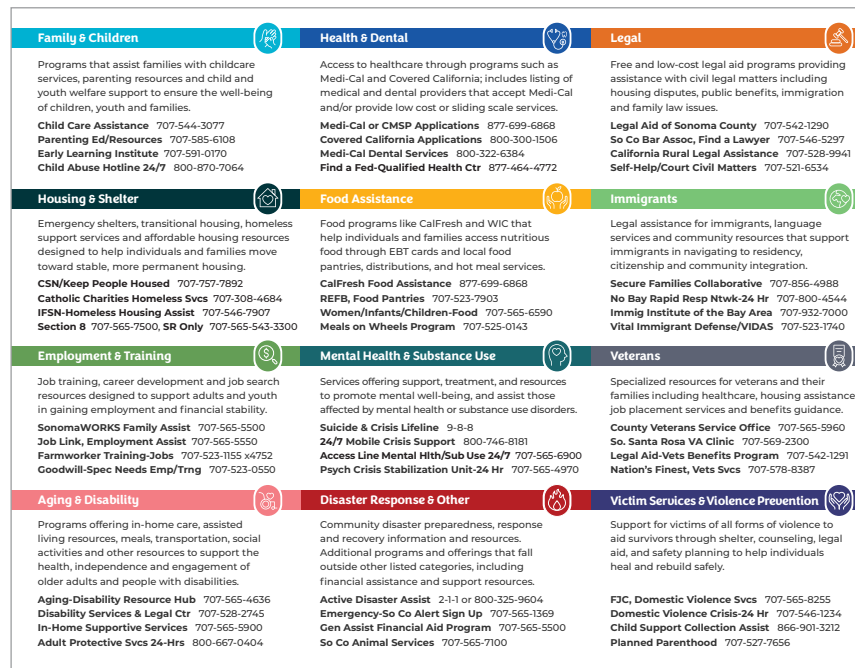 Family & Children
Programs that assist families with childcare
services, parenting resources and child and
youth welfare support to ensure the well-being
of children, youth and families.
Child Care Assistance 707-544-3077
Parenting Ed/Resources 707-585-6108
Early Learning Institute 707-591-0170
Child Abuse Hotline 24/7 800-870-7064
Health & Dental
Access to healthcare through programs such as
Medi-Cal and Covered California; includes listing of
medical and dental providers that accept Medi-Cal
and/or provide low cost or sliding scale services.
Medi-Cal or CMSP Applications 877-699-6868
Covered California Applications 800-300-1506
Medi-Cal Dental Services 800-322-6384
Find a Fed-Qualified Health Ctr 877-464-4772
Legal
Free and low-cost legal aid programs providing
assistance with civil legal matters including
housing disputes, public benefits, immigration
and family law issues.
Legal Aid of Sonoma County 707-542-1290
So Co Bar Assoc, Find a Lawyer 707-546-5297
California Rural Legal Assistance 707-528-9941
Self-Help/Court Civil Matters 707-521-6534
Housing & Shelter
Emergency shelters, transitional housing, homeless
support services and affordable housing resources
designed to help individuals and families move
toward stable, more permanent housing.
CSN/Keep People Housed 707-757-7892
Catholic Charities Homeless Svcs 707-308-4684
IFSN-Homeless Housing Assist 707-546-7907
Section 8 707-565-7500, SR Only 707-565-543-3300
Food Assistance
Food programs like CalFresh and WIC that
help individuals and families access nutritious
food through EBT cards and local food
pantries, distributions, and hot meal services.
CalFresh Food Assistance 877-699-6868
REFB, Food Pantries 707-523-7903
Women/Infants/Children-Food 707-565-6590
Meals on Wheels Program 707-525-0143
Immigrants
Legal assistance for immigrants, language
services and community resources that support
immigrants in navigating to residency,
citizenship and community integration.
Secure Families Collaborative 707-856-4988
No Bay Rapid Resp Ntwk-24 Hr 707-800-4544
Immig Institute of the Bay Area 707-932-7000
Vital Immigrant Defense/VIDAS 707-523-1740
Employment & Training
Job training, career development and job search
resources designed to support adults and youth
in gaining employment and financial stability.
SonomaWORKS Family Assist 707-565-5500
Job Link, Employment Assist 707-565-5550
Farmworker Training-Jobs 707-523-1155 x4752
Goodwill-Spec Needs Emp/Trng 707-523-0550
Mental Health & Substance Use
Services offering support, treatment, and resources
to promote mental well-being, and assist those
affected by mental health or substance use disorders.
Suicide & Crisis Lifeline 9-8-8
24/7 Mobile Crisis Support 800-746-8181
Access Line Mental Hlth/Sub Use 24/7 707-565-6900
Psych Crisis Stabilization Unit-24 Hr 707-565-4970
Veterans
Specialized resources for veterans and their
families including healthcare, housing assistance
job placement services and benefits guidance.
County Veterans Service Office 707-565-5960
So. Santa Rosa VA Clinic 707-569-2300
Legal Aid-Vets Benefits Program 707-542-1291
Nation's Finest, Vets Svcs 707-578-8387
Aging & Disability
Programs offering in-home care, assisted
living resources, meals, transportation, social
activities and other resources to support the
health, independence and engagement of
older adults and people with disabilities.
Aging-Disability Resource Hub 707-565-4636
Disability Services & Legal Ctr 707-528-2745
In-Home Supportive Services 707-565-5900
Adult Protective Svcs 24-Hrs 800-667-0404
Disaster Response & Other
Community disaster preparedness, response
and recovery information and resources.
Additional programs and offerings that fall
outside other listed categories, including
financial assistance and support resources.
Active Disaster Assist 2-1-1 or 800-325-9604
Emergency-So Co Alert Sign Up 707-565-1369
Gen Assist Financial Aid Program 707-565-5500
So Co Animal Services 707-565-7100
Victim Services & Violence Prevention
Support for victims of all forms of violence to
aid survivors through shelter, counseling, legal
aid, and safety planning to help individuals
heal and rebuild safely.
FJC, Domestic Violence Svcs 707-565-8255
Domestic Violence Crisis-24 Hr 707-546-1234
Child Support Collection Assist 866-901-3212
Planned Parenthood 707-527-7656